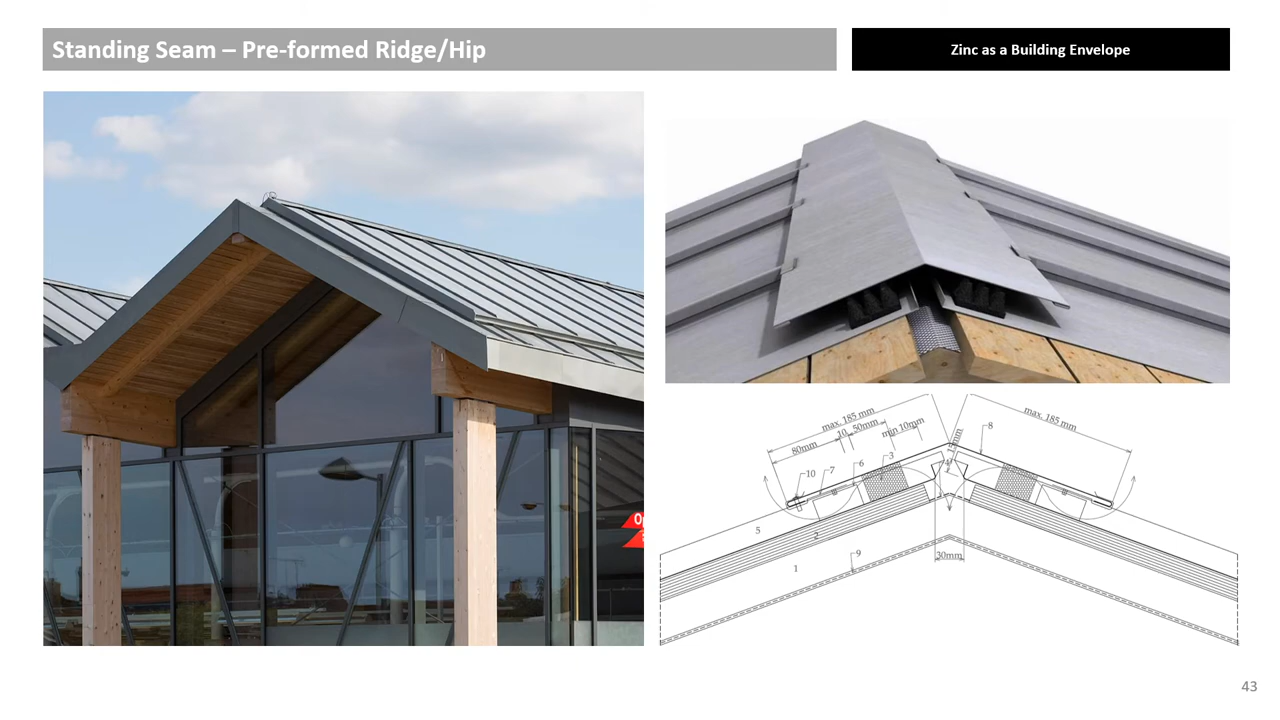 Standing Seam – Pre-formed Ridge/Hip
Zinc as a Building Envelope
max. 185 mm
max. 185 mm
80mm
10
50mm
min 10mm
8
3
6
7
10
5
2
1
9
30mm
43